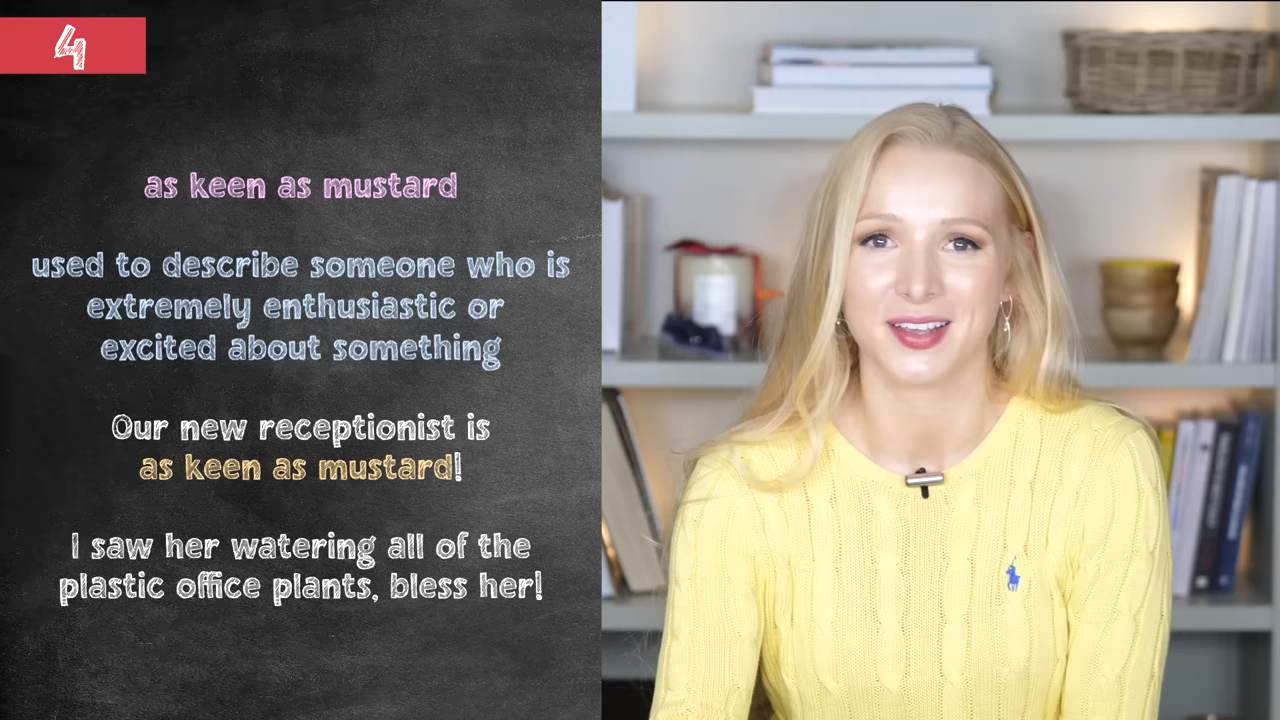 4
as keen as mustard
used to describe someone who is
extremely enthusiastic or
excited about something
Our new receptionist is
as keen as mustard!
I saw her watering all of the
plastic office plants, bless her!